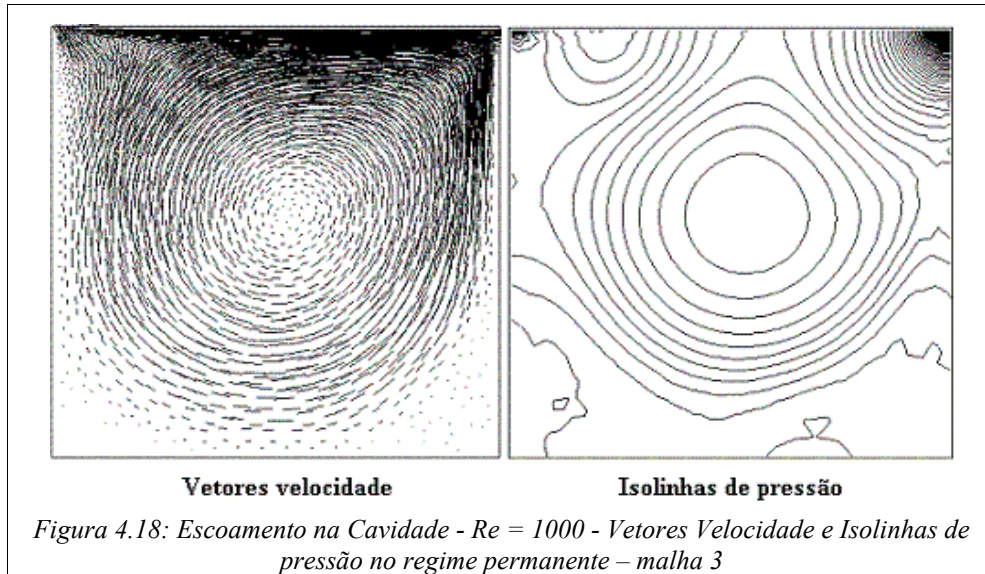 Vetores velocidade
Isolinhas de pressão
Figura 4.18: Escoamento na Cavidade - Re = 1000 - Vetores Velocidade e Isolinhas de
pressão no regime permanente – malha 3